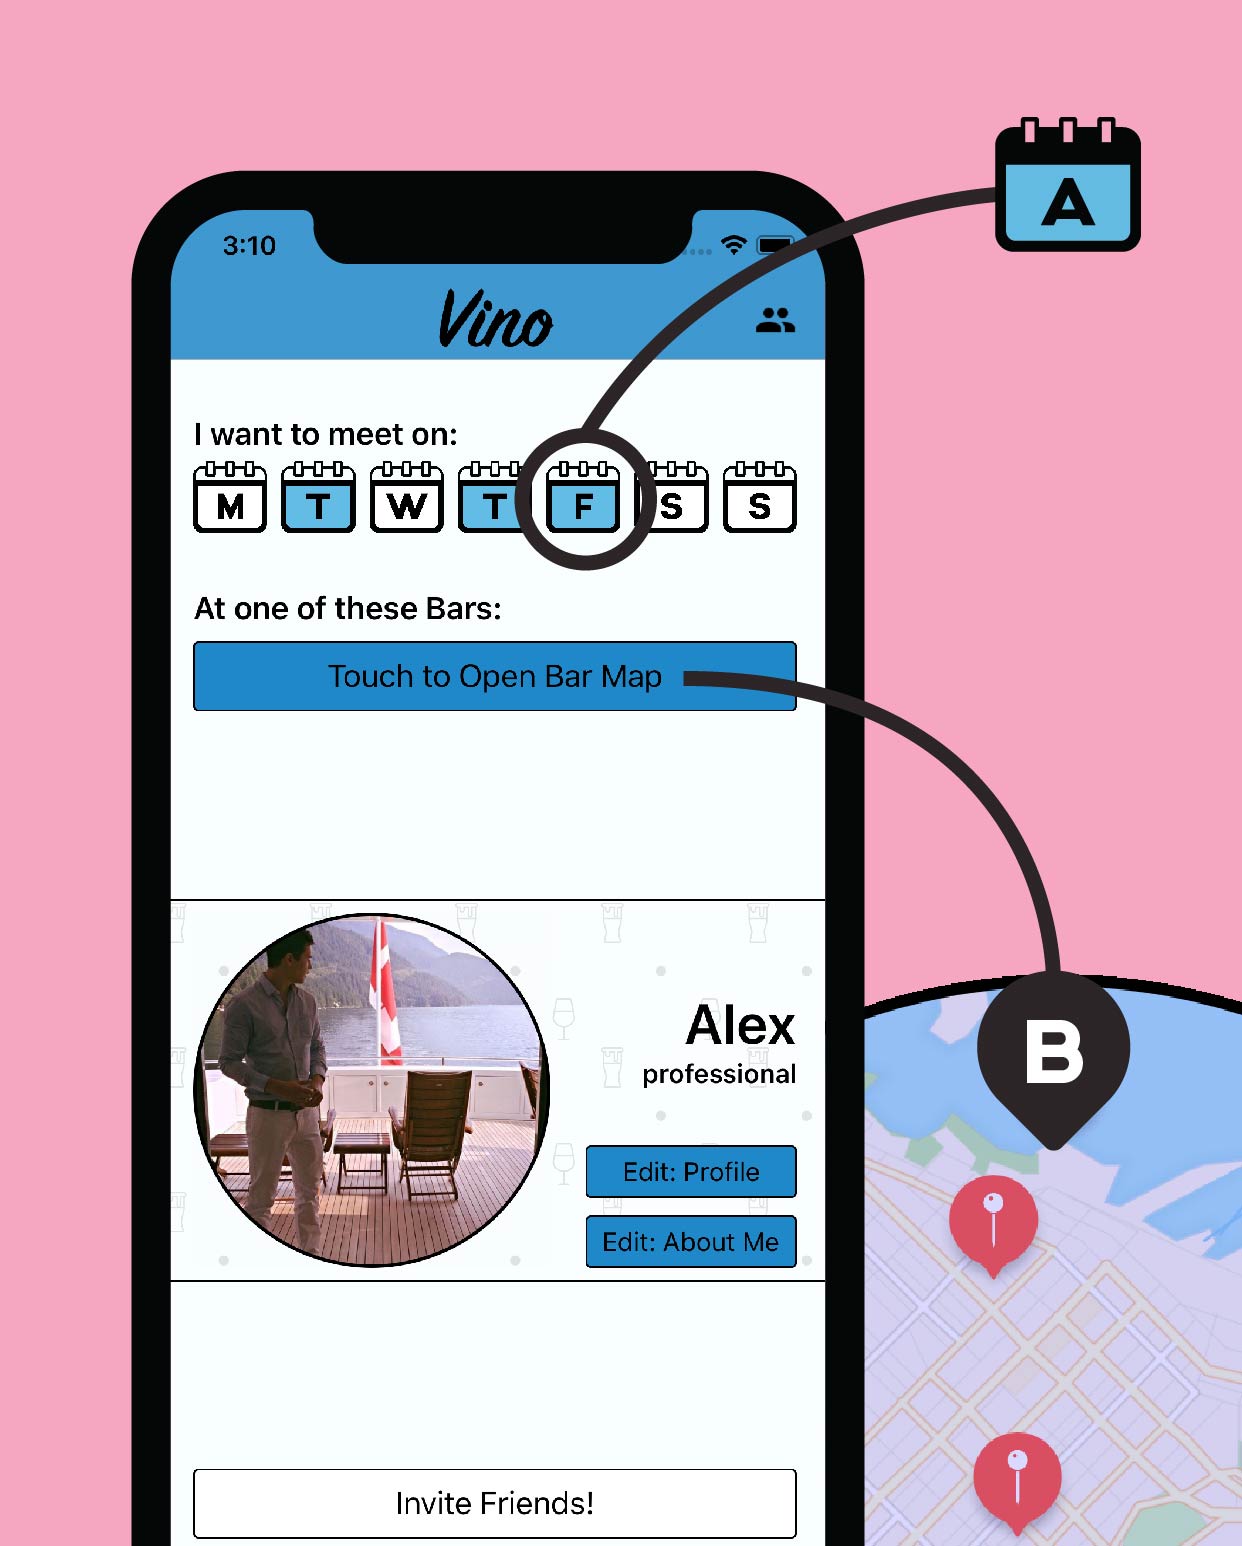 A
3:10
Vino
I want to meet on:
M T W T F S S
At one of these Bars:
Touch to Open Bar Map
B
Alex
professional
Edit: Profile
Edit: About Me
Invite Friends!